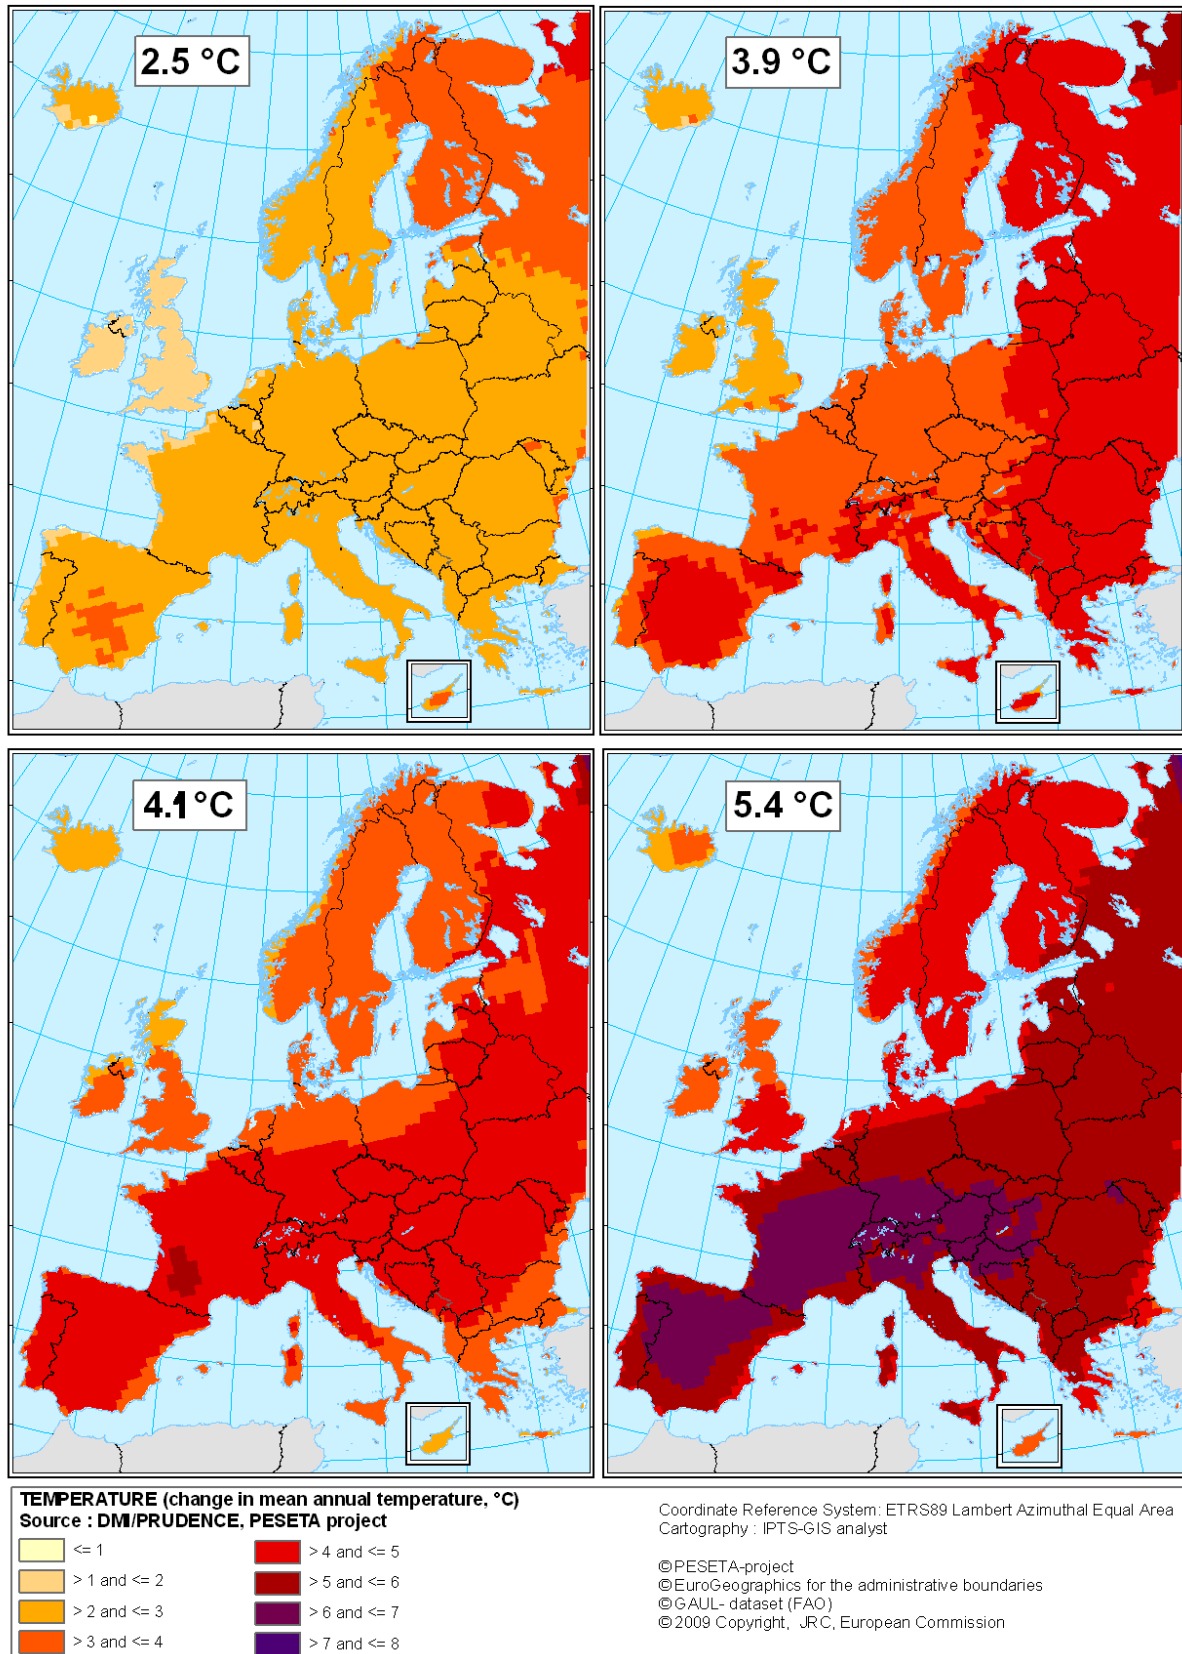 2.5 °C
3.9 °C
4.1 °C
5.4 °C
TEMPERATURE (change in mean annual temperature, °C)
Source : DMI/PRUDENCE, PESETA project
<= 1
> 1 and <= 2
> 2 and <= 3
> 3 and <= 4
> 4 and <= 5
> 5 and <= 6
> 6 and <= 7
> 7 and <= 8
Coordinate Reference System: ETRS89 Lambert Azimuthal Equal Area
Cartography : IPTS-GIS analyst
©PESETA-project
©EuroGeographics for the administrative boundaries
©GAUL- dataset (FAO)
©2009 Copyright, JRC, European Commission